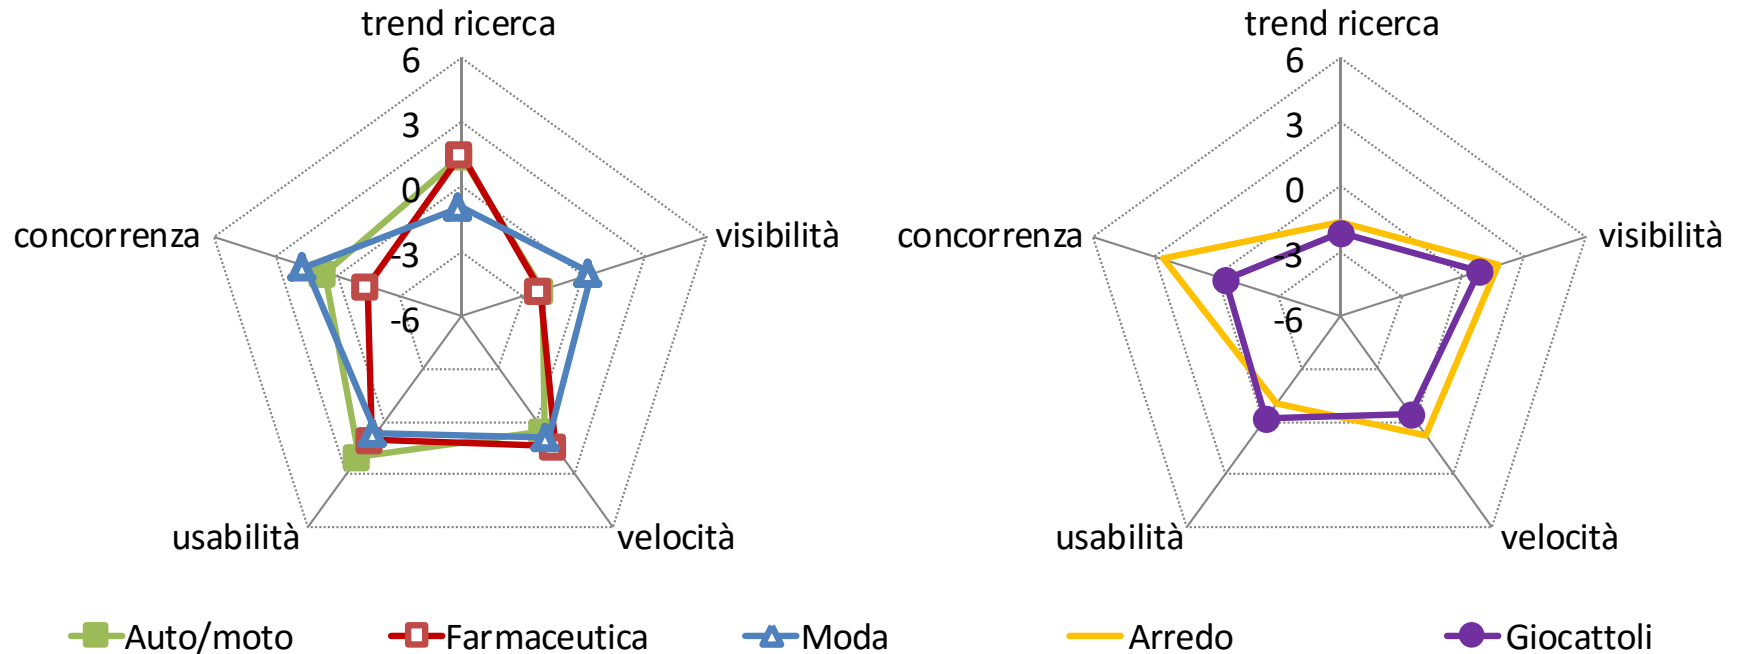 trend ricerca
6
3
0
-3
-6
visibilità
velocità
usabilità
concorrenza
trend ricerca
6
3
0
-3
-6
visibilità
velocità
usabilità
concorrenza
Auto/moto
Farmaceutica
Moda
Arredo
Giocattoli